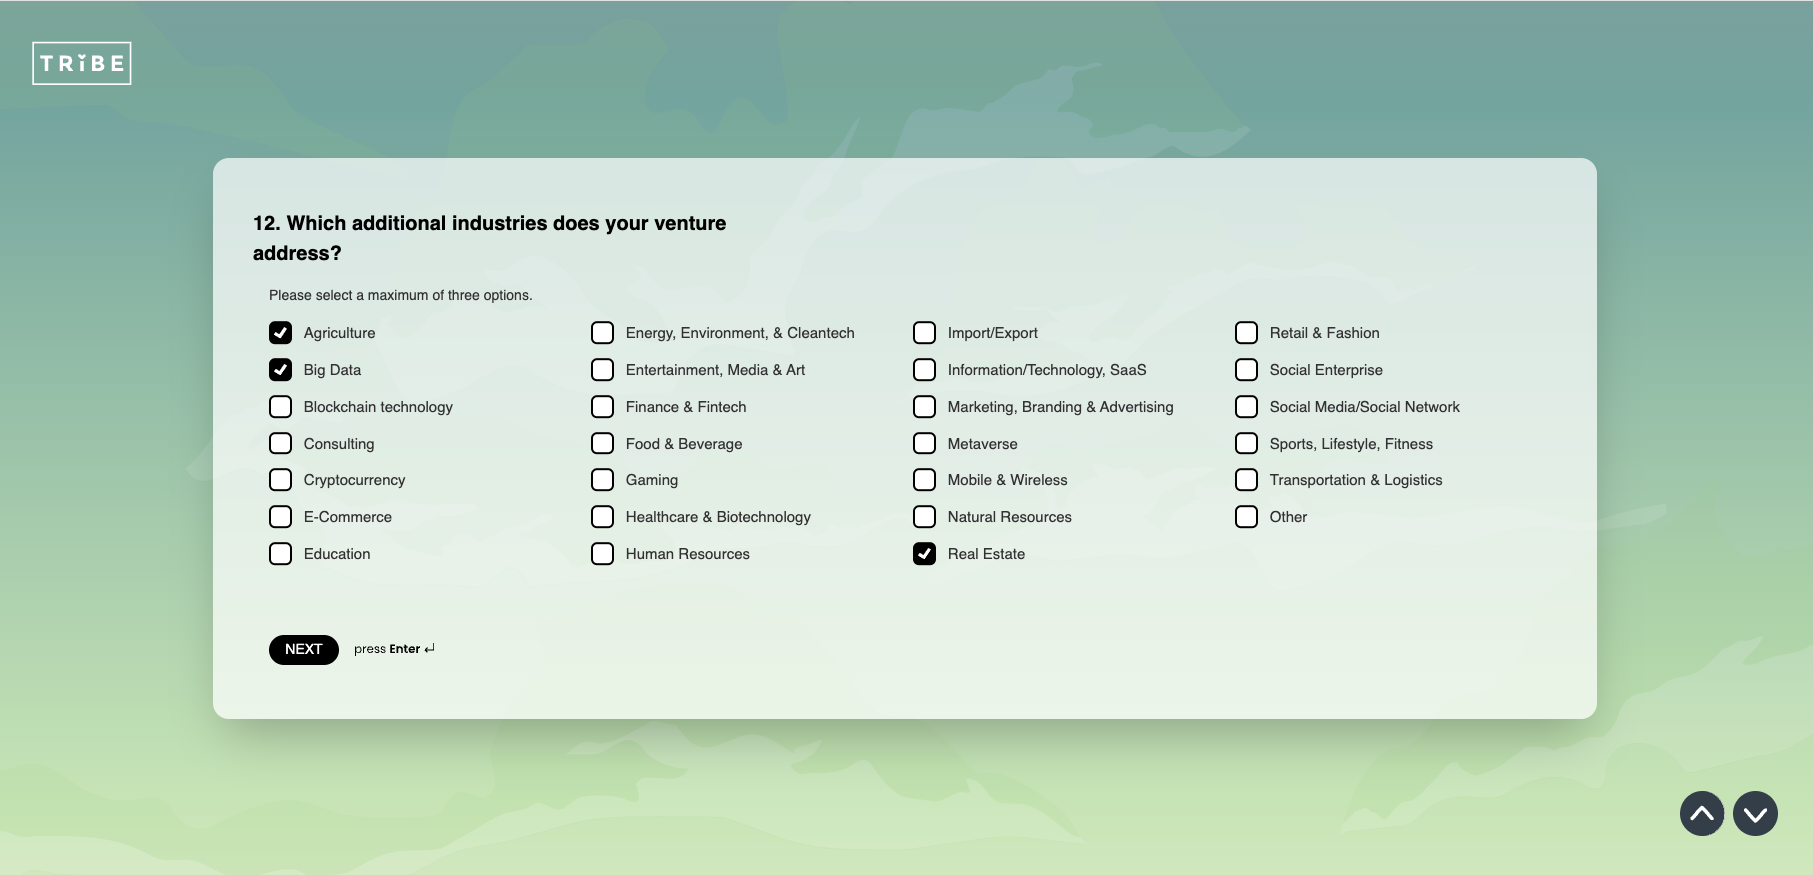 TRiBE
12. Which additional industries does your venture
address?
Please select a maximum of three options.
Agriculture
Big Data
Blockchain technology
Consulting
Cryptocurrency
E-Commerce
Education
Energy, Environment, & Cleantech
Entertainment, Media & Art
Finance & Fintech
Food & Beverage
Gaming
Healthcare & Biotechnology
Human Resources
Import/Export
Information/Technology, SaaS
Marketing, Branding & Advertising
Metaverse
Mobile & Wireless
Natural Resources
Real Estate
Retail & Fashion
Social Enterprise
Social Media/Social Network
Sports, Lifestyle, Fitness
Transportation & Logistics
Other
NEXT press Enter ↵